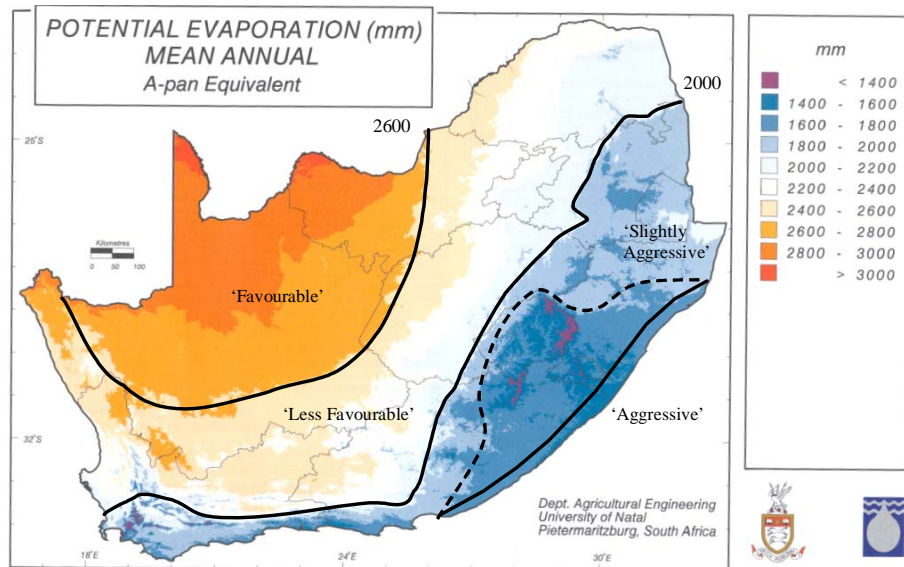 POTENTIAL EVAPORATION (mm)
MEAN ANNUAL
A-pan Equivalent
2600
2000
25°S
32°S
18°E
24°E
30°E
Kilometres
0 50 100
'Favourable'
'Less Favourable'
'Slightly
Aggressive'
'Aggressive'
Dept. Agricultural Engineering
University of Natal
Pietermaritzburg, South Africa
mm
< 1400
1400 - 1600
1600 - 1800
1800 - 2000
2000 - 2200
2200 - 2400
2400 - 2600
2600 - 2800
2800 - 3000
> 3000